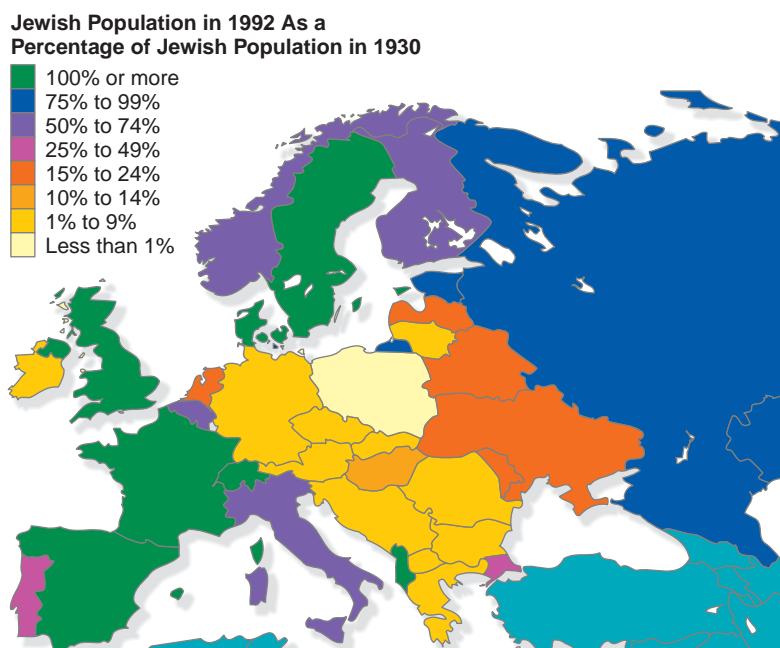 Jewish Population in 1992 As a
Percentage of Jewish Population in 1930
100% or more
75% to 99%
50% to 74%
25% to 49%
15% to 24%
10% to 14%
1% to 9%
Less than 1%